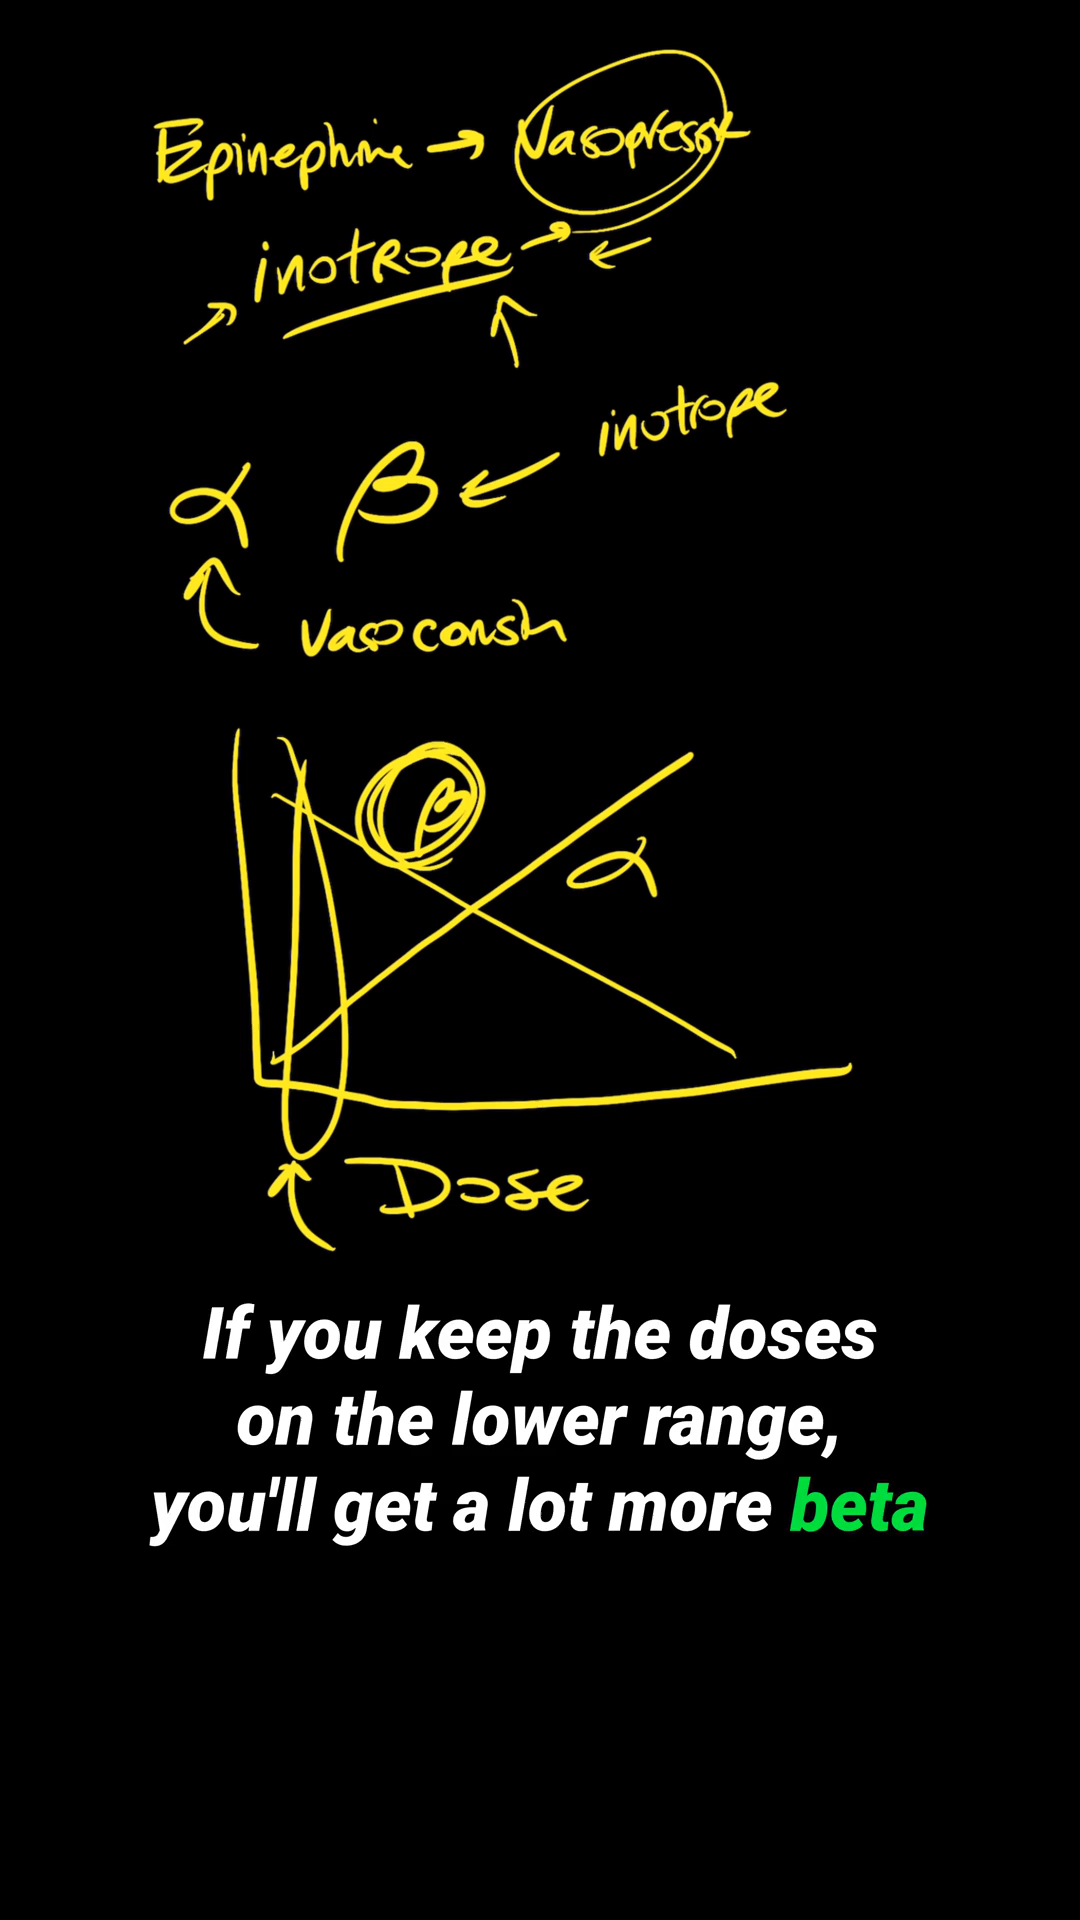 Epinephrine → Vasopressor
inotrope →
inotrope
α β
vasoconst
β
α
Dose
If you keep the doses
on the lower range,
you'll get a lot more beta